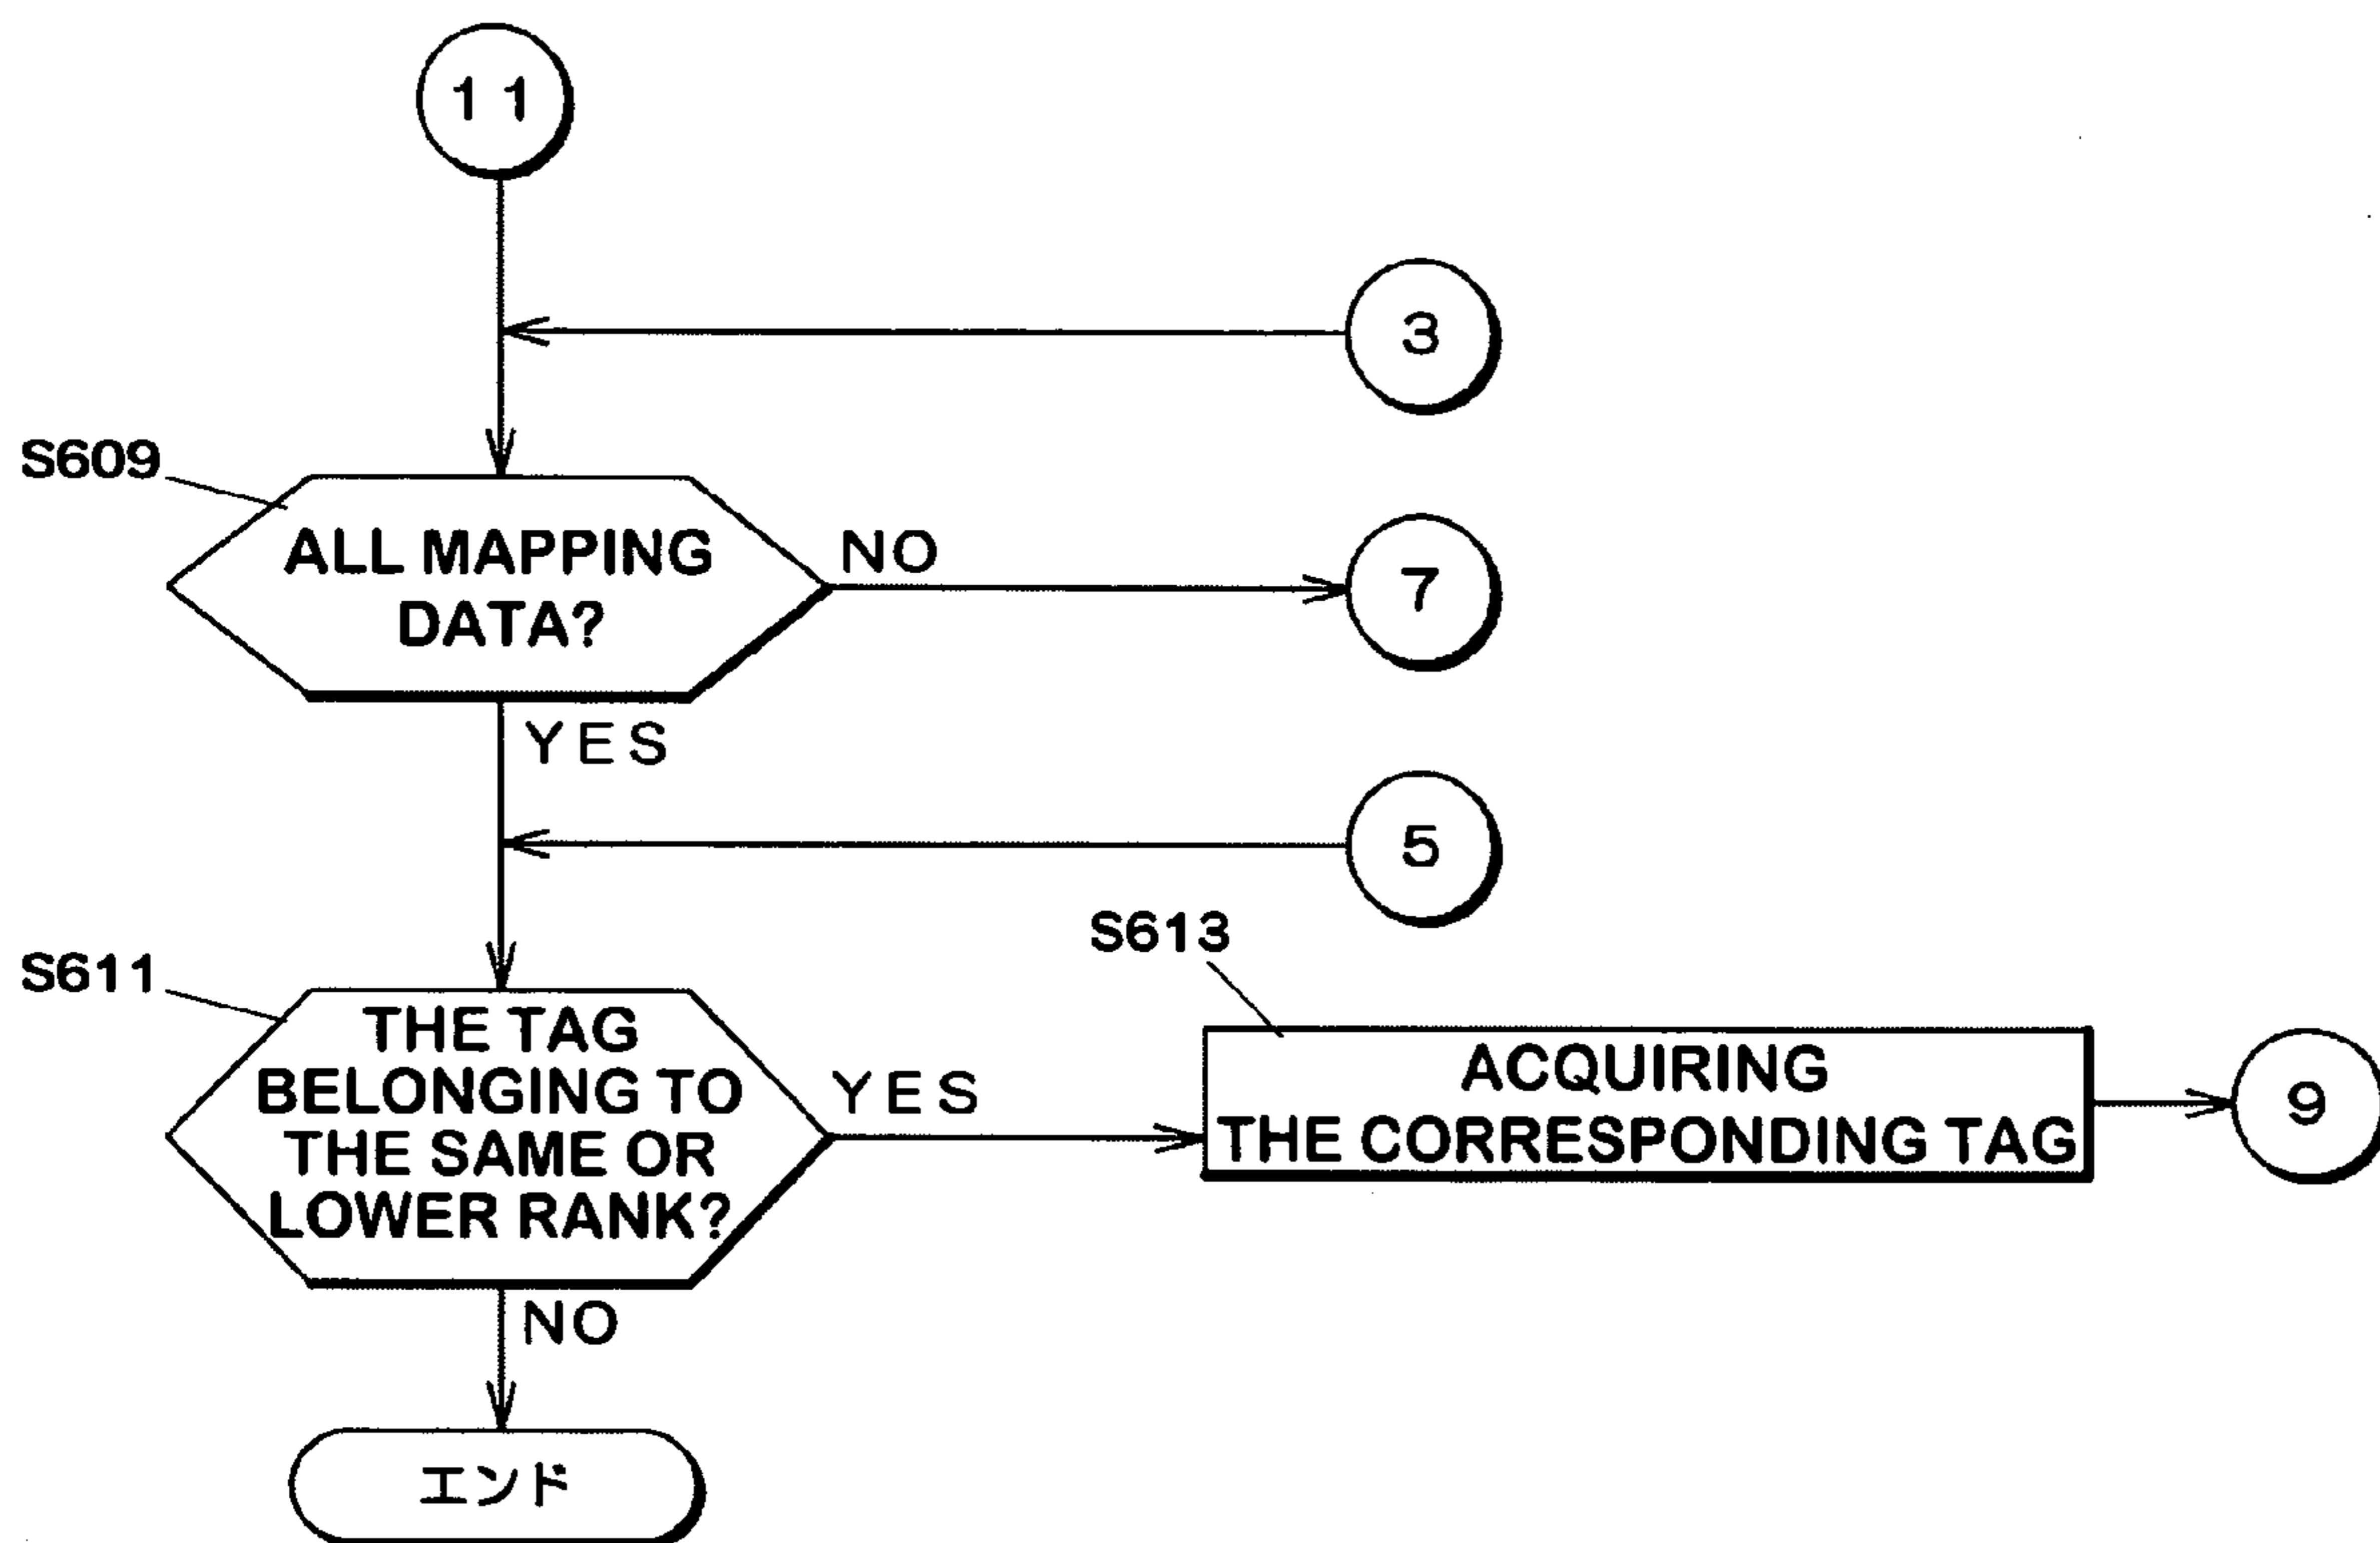 11
3
S609
ALL MAPPING
DATA?
NO
7
YES
5
S613
S611
THE TAG
BELONGING TO
THE SAME OR
LOWER RANK?
YES
ACQUIRING
THE CORRESPONDING TAG
9
NO
エンド